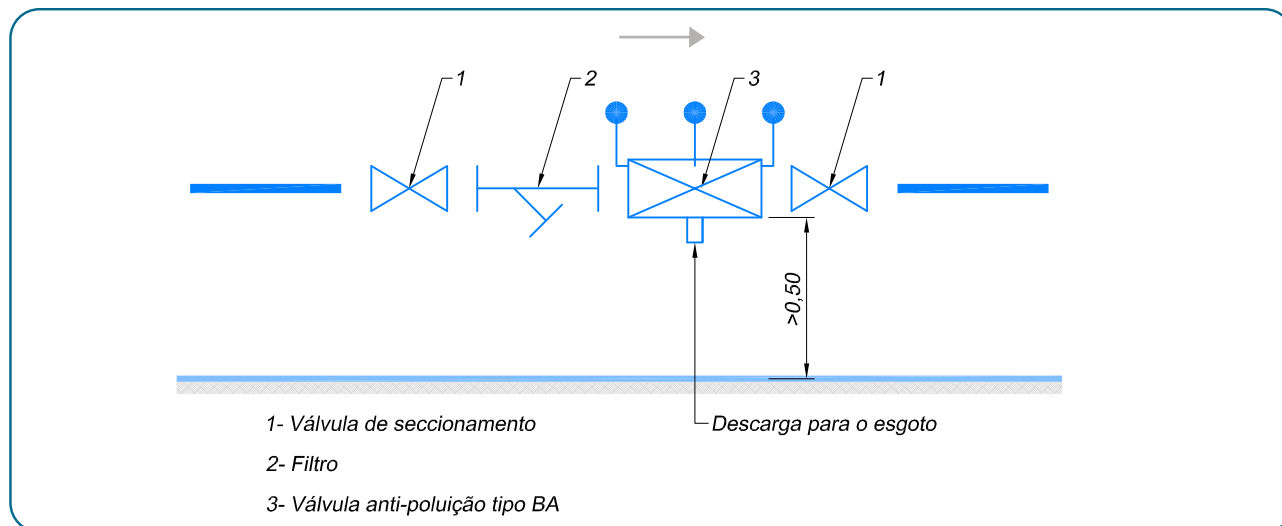 1
2
3
1
>0,50
1- Válvula de seccionamento
Descarga para o esgoto
2- Filtro
3- Válvula anti-poluição tipo BA